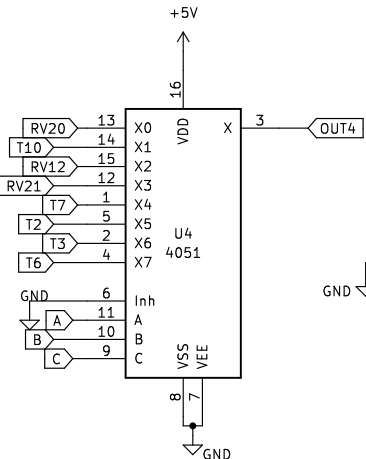 +5V
16
VDD
RV20 13 X0 X 3 OUT4
T10 14 X1
RV12 15 X2
RV21 12 X3
T7 1 X4
T2 5 X5
U4
T3 2 X6
4051
T6 4 X7
GND 6 Inh
GND
A 11 A
B 10 B
C 9 C
VSS VEE
8 7
GND